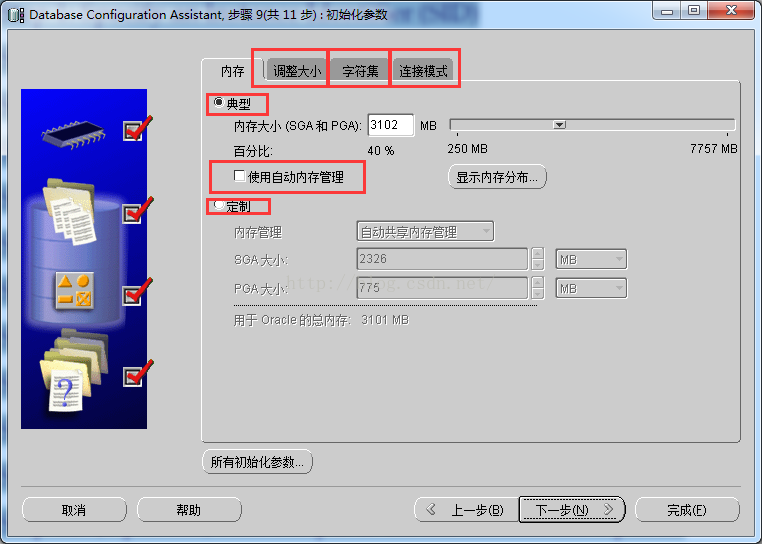 Database Configuration Assistant, 步骤 9(共 11 步) : 初始化参数
内存 调整大小 字符集 连接模式
典型
内存大小 (SGA 和 PGA): 3102 MB
百分比: 40 % 250 MB 7757 MB
使用自动内存管理 显示内存分布...
定制
内存管理 自动共享内存管理
SGA 大小: 2326 MB
http://blog.csdn.net/
PGA 大小: 775 MB
用于 Oracle 的总内存: 3101 MB
所有初始化参数...
取消 帮助 上一步(B) 下一步(N) 完成(F)